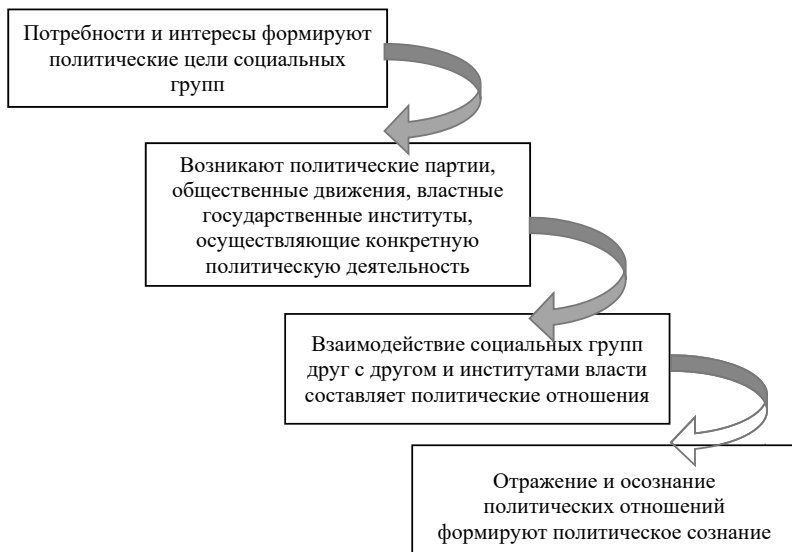 Потребности и интересы формируют
политические цели социальных
групп
Возникают политические партии,
общественные движения, властные
государственные институты,
осуществляющие конкретную
политическую деятельность
Взаимодействие социальных групп
друг с другом и институтами власти
составляет политические отношения
Отражение и осознание
политических отношений
формируют политическое сознание